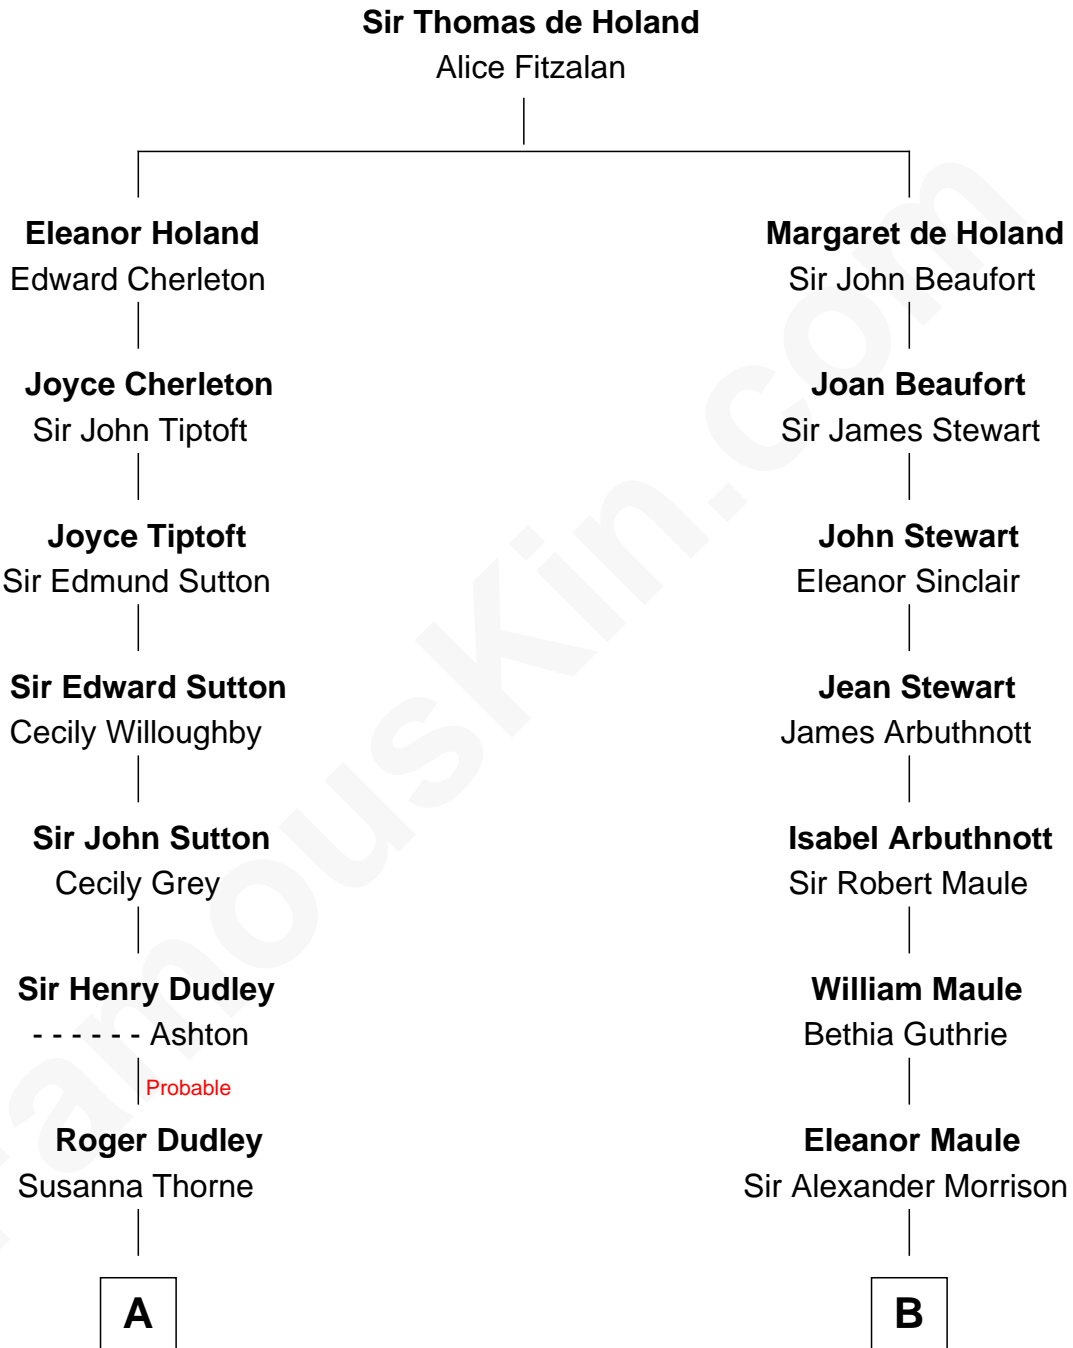 Sir Thomas de Holand
Alice Fitzalan
Eleanor Holand
Edward Cherleton
Joyce Cherleton
Sir John Tiptoft
Joyce Tiptoft
Sir Edmund Sutton
Sir Edward Sutton
Cecily Willoughby
Sir John Sutton
Cecily Grey
Sir Henry Dudley
- - - - - - Ashton
Probable
Roger Dudley
Susanna Thorne
A
Margaret de Holand
Sir John Beaufort
Joan Beaufort
Sir James Stewart
John Stewart
Eleanor Sinclair
Jean Stewart
James Arbuthnott
Isabel Arbuthnott
Sir Robert Maule
William Maule
Bethia Guthrie
Eleanor Maule
Sir Alexander Morrison
B
FamousKin.com